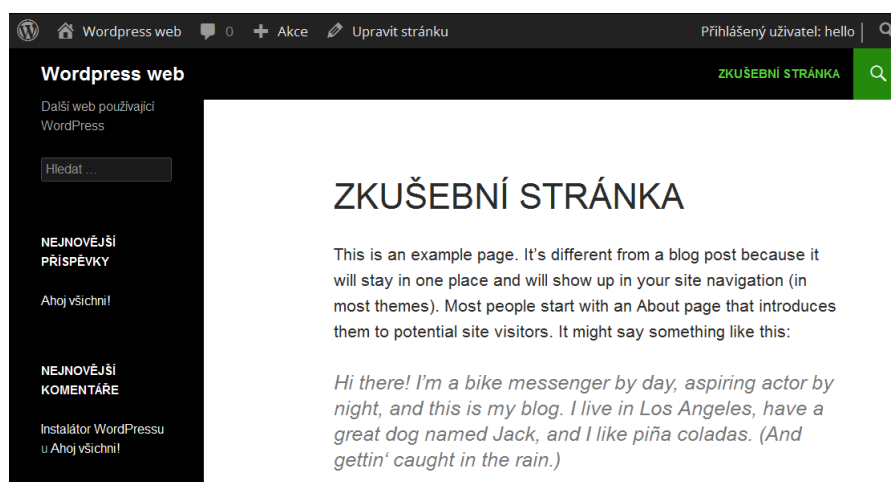 Wordpress web 0 Akce Upravit stránku Přihlášený uživatel: hello
Wordpress web
ZKUŠEBNÍ STRÁNKA
Další web používající
WordPress
Hledat …
NEJNOVĚJŠÍ
PŘÍSPĚVKY
Ahoj všichni!
NEJNOVĚJŠÍ
KOMENTÁŘE
Instalátor WordPressu
u Ahoj všichni!
ZKUŠEBNÍ STRÁNKA
This is an example page. It’s different from a blog post because it
will stay in one place and will show up in your site navigation (in
most themes). Most people start with an About page that introduces
them to potential site visitors. It might say something like this:
Hi there! I’m a bike messenger by day, aspiring actor by
night, and this is my blog. I live in Los Angeles, have a
great dog named Jack, and I like piña coladas. (And
gettin‘ caught in the rain.)